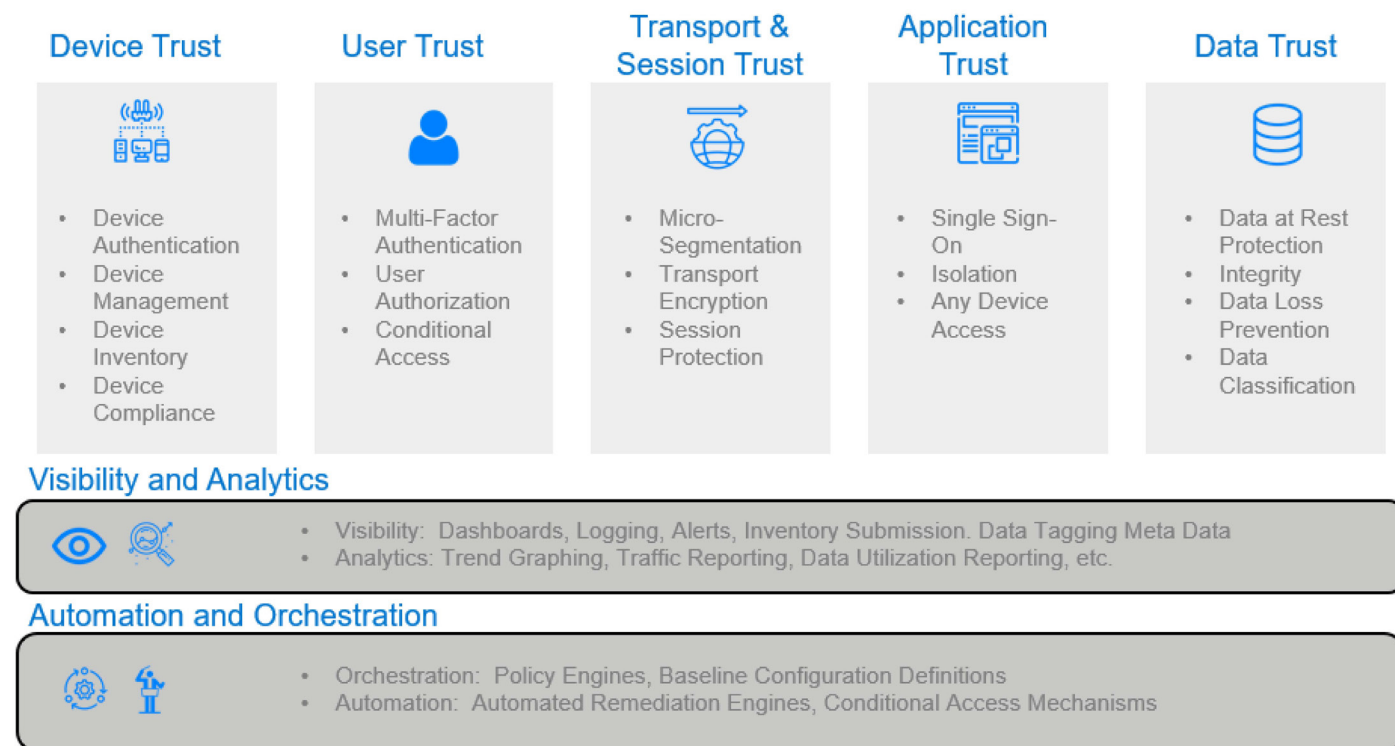 Device Trust
• Device
Authentication
• Device
Management
• Device
Inventory
• Device
Compliance
User Trust
• Multi-Factor
Authentication
• User
Authorization
• Conditional
Access
Transport &
Session Trust
• Micro-
Segmentation
• Transport
Encryption
• Session
Protection
Application
Trust
• Single Sign-
On
• Isolation
• Any Device
Access
Data Trust
• Data at Rest
Protection
• Integrity
• Data Loss
Prevention
• Data
Classification
Visibility and Analytics
• Visibility: Dashboards, Logging, Alerts, Inventory Submission. Data Tagging Meta Data
• Analytics: Trend Graphing, Traffic Reporting, Data Utilization Reporting, etc.
Automation and Orchestration
• Orchestration: Policy Engines, Baseline Configuration Definitions
• Automation: Automated Remediation Engines, Conditional Access Mechanisms